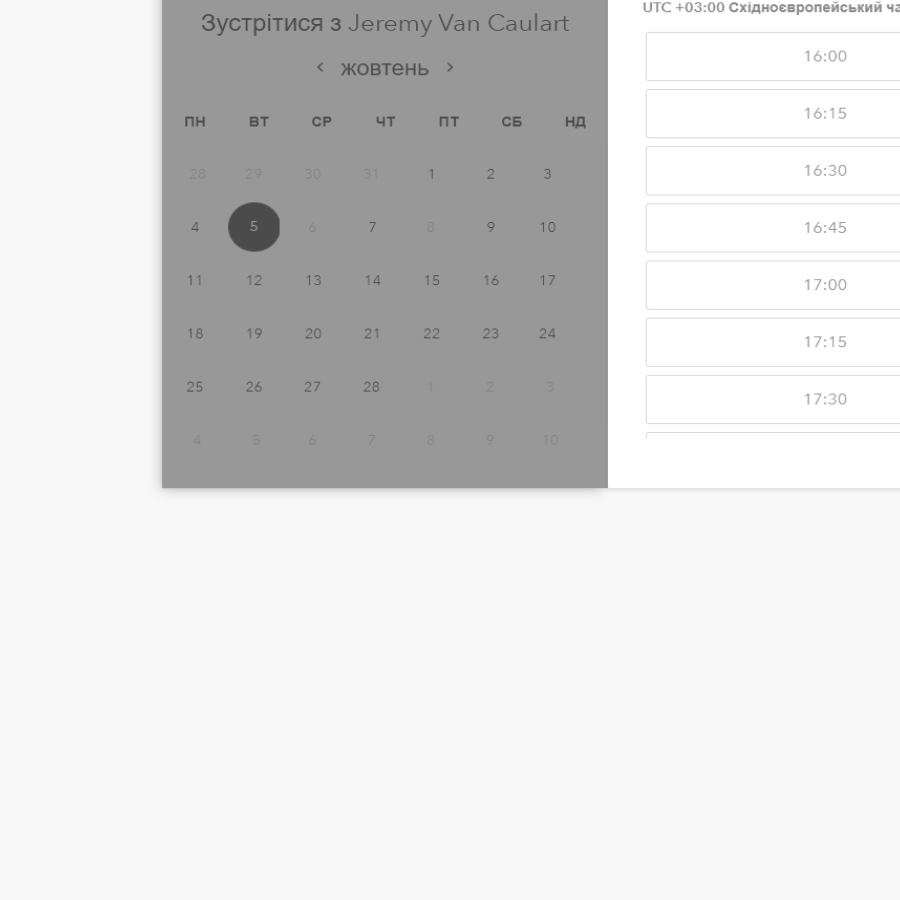 Зустрітися з Jeremy Van Caulart
‹ жовтень ›
ПН ВТ СР ЧТ ПТ СБ НД
28 29 30 31 1 2 3
4 5 6 7 8 9 10
11 12 13 14 15 16 17
18 19 20 21 22 23 24
25 26 27 28 1 2 3
4 5 6 7 8 9 10
UTC +03:00 Східноєвропейський ча
16:00
16:15
16:30
16:45
17:00
17:15
17:30